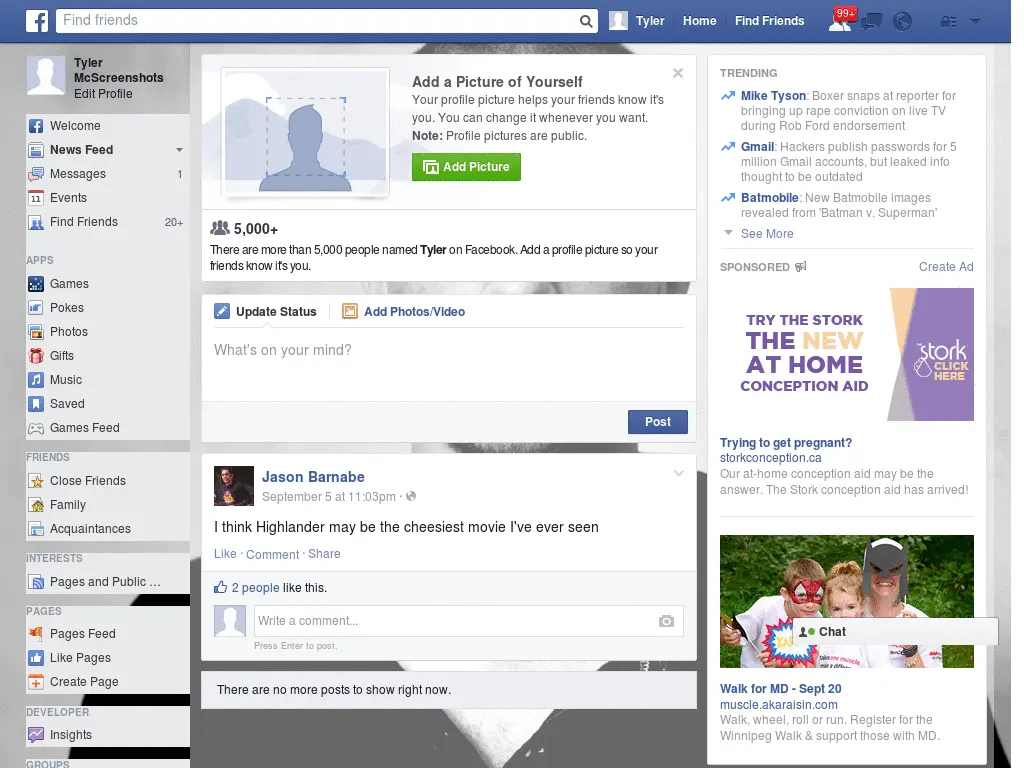 Find friends
Tyler
Home
Find Friends
99+
Tyler
McScreenshots
Edit Profile
Welcome
News Feed
Messages 1
Events
Find Friends 20+
APPS
Games
Pokes
Photos
Gifts
Music
Saved
Games Feed
FRIENDS
Close Friends
Family
Acquaintances
INTERESTS
Pages and Public ...
PAGES
Pages Feed
Like Pages
Create Page
DEVELOPER
Insights
GROUPS
Add a Picture of Yourself
Your profile picture helps your friends know it's
you. You can change it whenever you want.
Note: Profile pictures are public.
Add Picture
5,000+
There are more than 5,000 people named Tyler on Facebook. Add a profile picture so your
friends know it's you.
Update Status
Add Photos/Video
What's on your mind?
Post
Jason Barnabe
September 5 at 11:03pm ·
I think Highlander may be the cheesiest movie I've ever seen
Like · Comment · Share
2 people like this.
Write a comment...
Press Enter to post.
There are no more posts to show right now.
TRENDING
Mike Tyson: Boxer snaps at reporter for
bringing up rape conviction on live TV
during Rob Ford endorsement
Gmail: Hackers publish passwords for 5
million Gmail accounts, but leaked info
thought to be outdated
Batmobile: New Batmobile images
revealed from 'Batman v. Superman'
See More
SPONSORED
Create Ad
TRY THE STORK
THE NEW
AT HOME
CONCEPTION AID
the stork
CLICK
HERE
Trying to get pregnant?
storkconception.ca
Our at-home conception aid may be the
answer. The Stork conception aid has arrived!
Chat
Walk for MD - Sept 20
muscle.akaraisin.com
Walk, wheel, roll or run. Register for the
Winnipeg Walk & support those with MD.